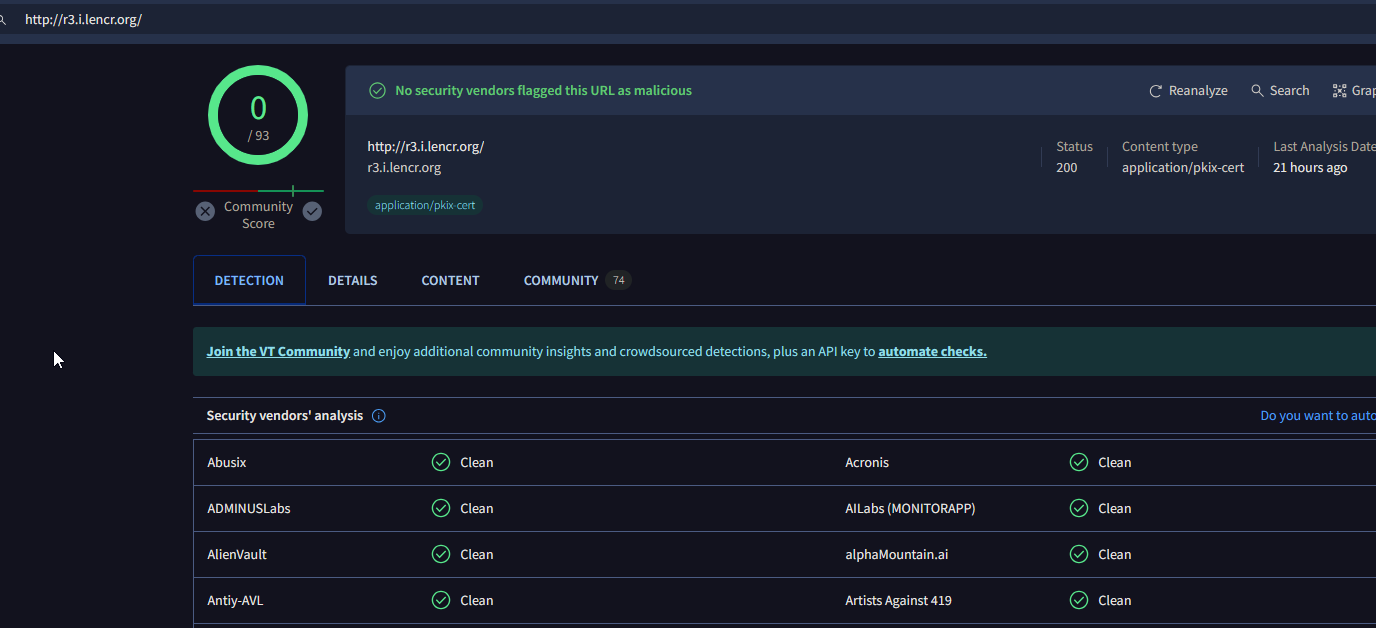 http://r3.i.lencr.org/
0
/ 93
Community
Score
No security vendors flagged this URL as malicious
Reanalyze
Search
http://r3.i.lencr.org/
r3.i.lencr.org
application/pkix-cert
Status
200
Content type
application/pkix-cert
Last Analysis Date
21 hours ago
DETECTION
DETAILS
CONTENT
COMMUNITY 74
Join the VT Community and enjoy additional community insights and crowdsourced detections, plus an API key to automate checks.
Security vendors' analysis
Do you want to auto
Abusix Clean Acronis Clean
ADMINUSLabs Clean AILabs (MONITORAPP) Clean
AlienVault Clean alphaMountain.ai Clean
Antiy-AVL Clean Artists Against 419 Clean